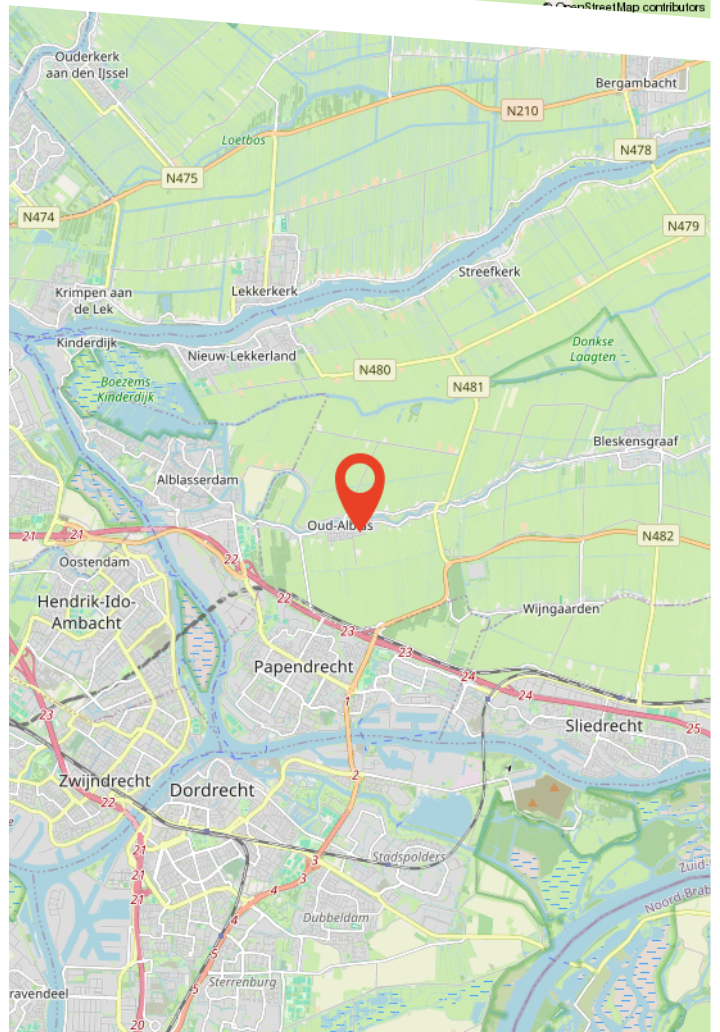 © OpenStreetMap contributors
Ouderkerk
aan den IJssel
Bergambacht
N210
Loetbos
N478
N475
N474
N479
Streefkerk
Krimpen aan
de Lek
Lekkerkerk
Kinderdijk
Nieuw-Lekkerland
Donkse
Laagten
N480
N481
Boezems
Kinderdijk
Bleskensgraaf
Alblasserdam
Oud-Alblas
21
21
N482
22
Oostendam
22
Hendrik-Ido-
Ambacht
Wijngaarden
23
23
Papendrecht
24
24
1
23
Sliedrecht
25
2
Zwijndrecht
Dordrecht
22
21
Stadspolders
3
Zuid-
21
4
3
Noord-Brab
21
4
Dubbeldam
5
Sterrenburg
5
ravendeel
20